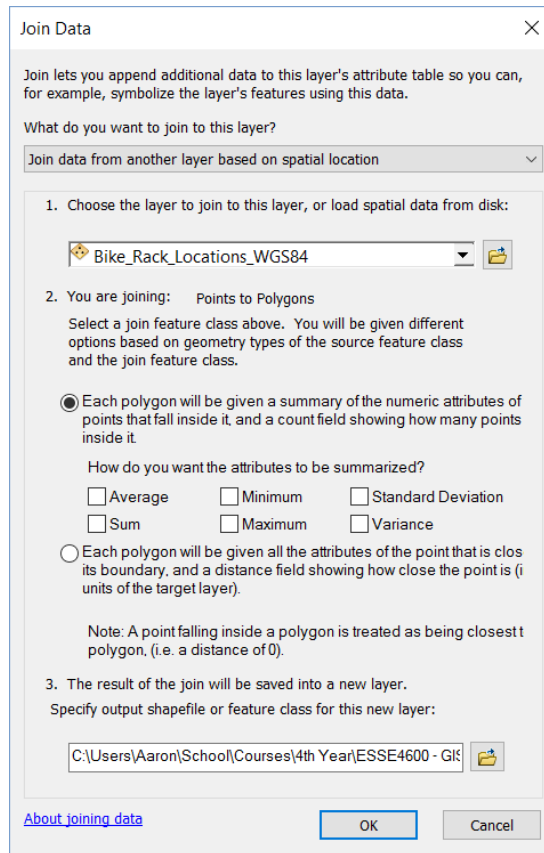 Join Data
Join lets you append additional data to this layer's attribute table so you can,
for example, symbolize the layer's features using this data.
What do you want to join to this layer?
Join data from another layer based on spatial location
1. Choose the layer to join to this layer, or load spatial data from disk:
Bike_Rack_Locations_WGS84
2. You are joining: Points to Polygons
Select a join feature class above. You will be given different
options based on geometry types of the source feature class
and the join feature class.
Each polygon will be given a summary of the numeric attributes of
points that fall inside it, and a count field showing how many points
inside it.
How do you want the attributes to be summarized?
Average Minimum Standard Deviation
Sum Maximum Variance
Each polygon will be given all the attributes of the point that is clos
its boundary, and a distance field showing how close the point is (i
units of the target layer).
Note: A point falling inside a polygon is treated as being closest t
polygon, (i.e. a distance of 0).
3. The result of the join will be saved into a new layer.
Specify output shapefile or feature class for this new layer:
C:\Users\Aaron\School\Courses\4th Year\ESSE4600 - GIS
About joining data
OK Cancel